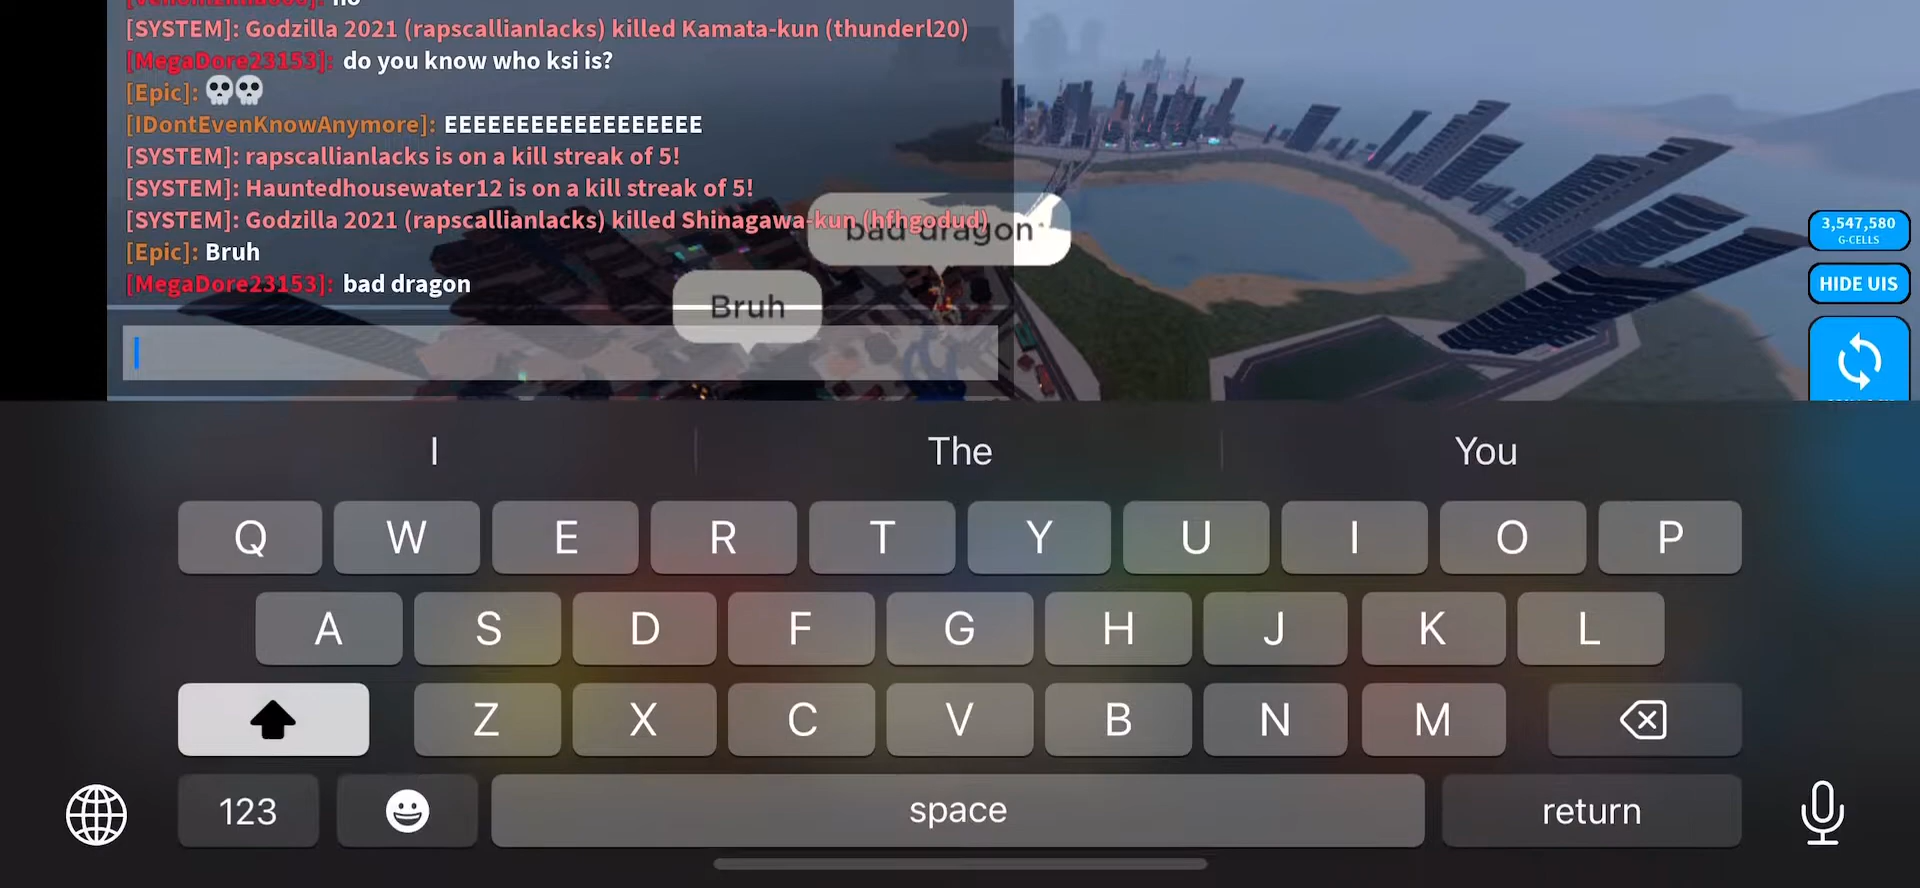 [SYSTEM]: Godzilla 2021 (rapscallianlacks) killed Kamata-kun (thunderl20)
[MegaDore23153]: do you know who ksi is?
[Epic]: 💀💀
[IDontEvenKnowAnymore]: EEEEEEEEEEEEEEEEEE
[SYSTEM]: rapscallianlacks is on a kill streak of 5!
[SYSTEM]: Hauntedhousewater12 is on a kill streak of 5!
[SYSTEM]: Godzilla 2021 (rapscallianlacks) killed Shinagawa-kun (hfhgodud)
[Epic]: Bruh
[MegaDore23153]: bad dragon
bad dragon
Bruh
3,547,580
G-CELLS
HIDE UIS
I The You
Q W E R T Y U I O P
A S D F G H J K L
Z X C V B N M
123 space return